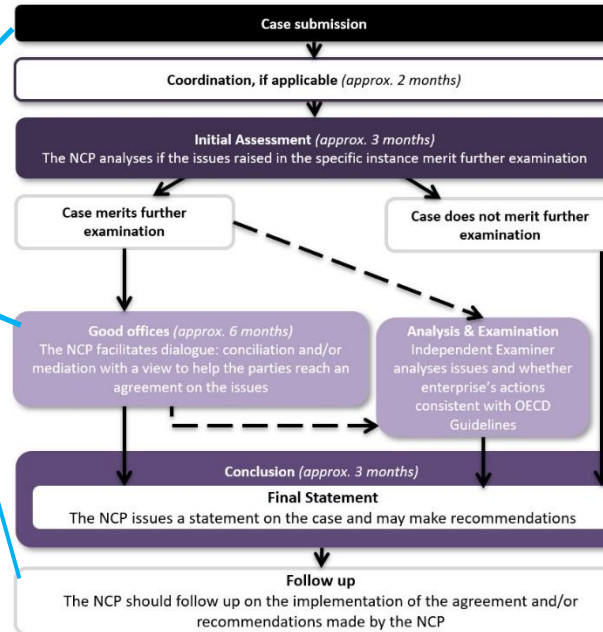 Case submission
Coordination, if applicable (approx. 2 months)
Initial Assessment (approx. 3 months)
The NCP analyses if the issues raised in the specific instance merit further examination
Case merits further
examination
Case does not merit further
examination
Good offices (approx. 6 months)
The NCP facilitates dialogue: conciliation and/or
mediation with a view to help the parties reach an
agreement on the issues
Analysis & Examination
Independent Examiner
analyses issues and whether
enterprise's actions
consistent with OECD
Guidelines
Conclusion (approx. 3 months)
Final Statement
The NCP issues a statement on the case and may make recommendations
Follow up
The NCP should follow up on the implementation of the agreement and/or
recommendations made by the NCP